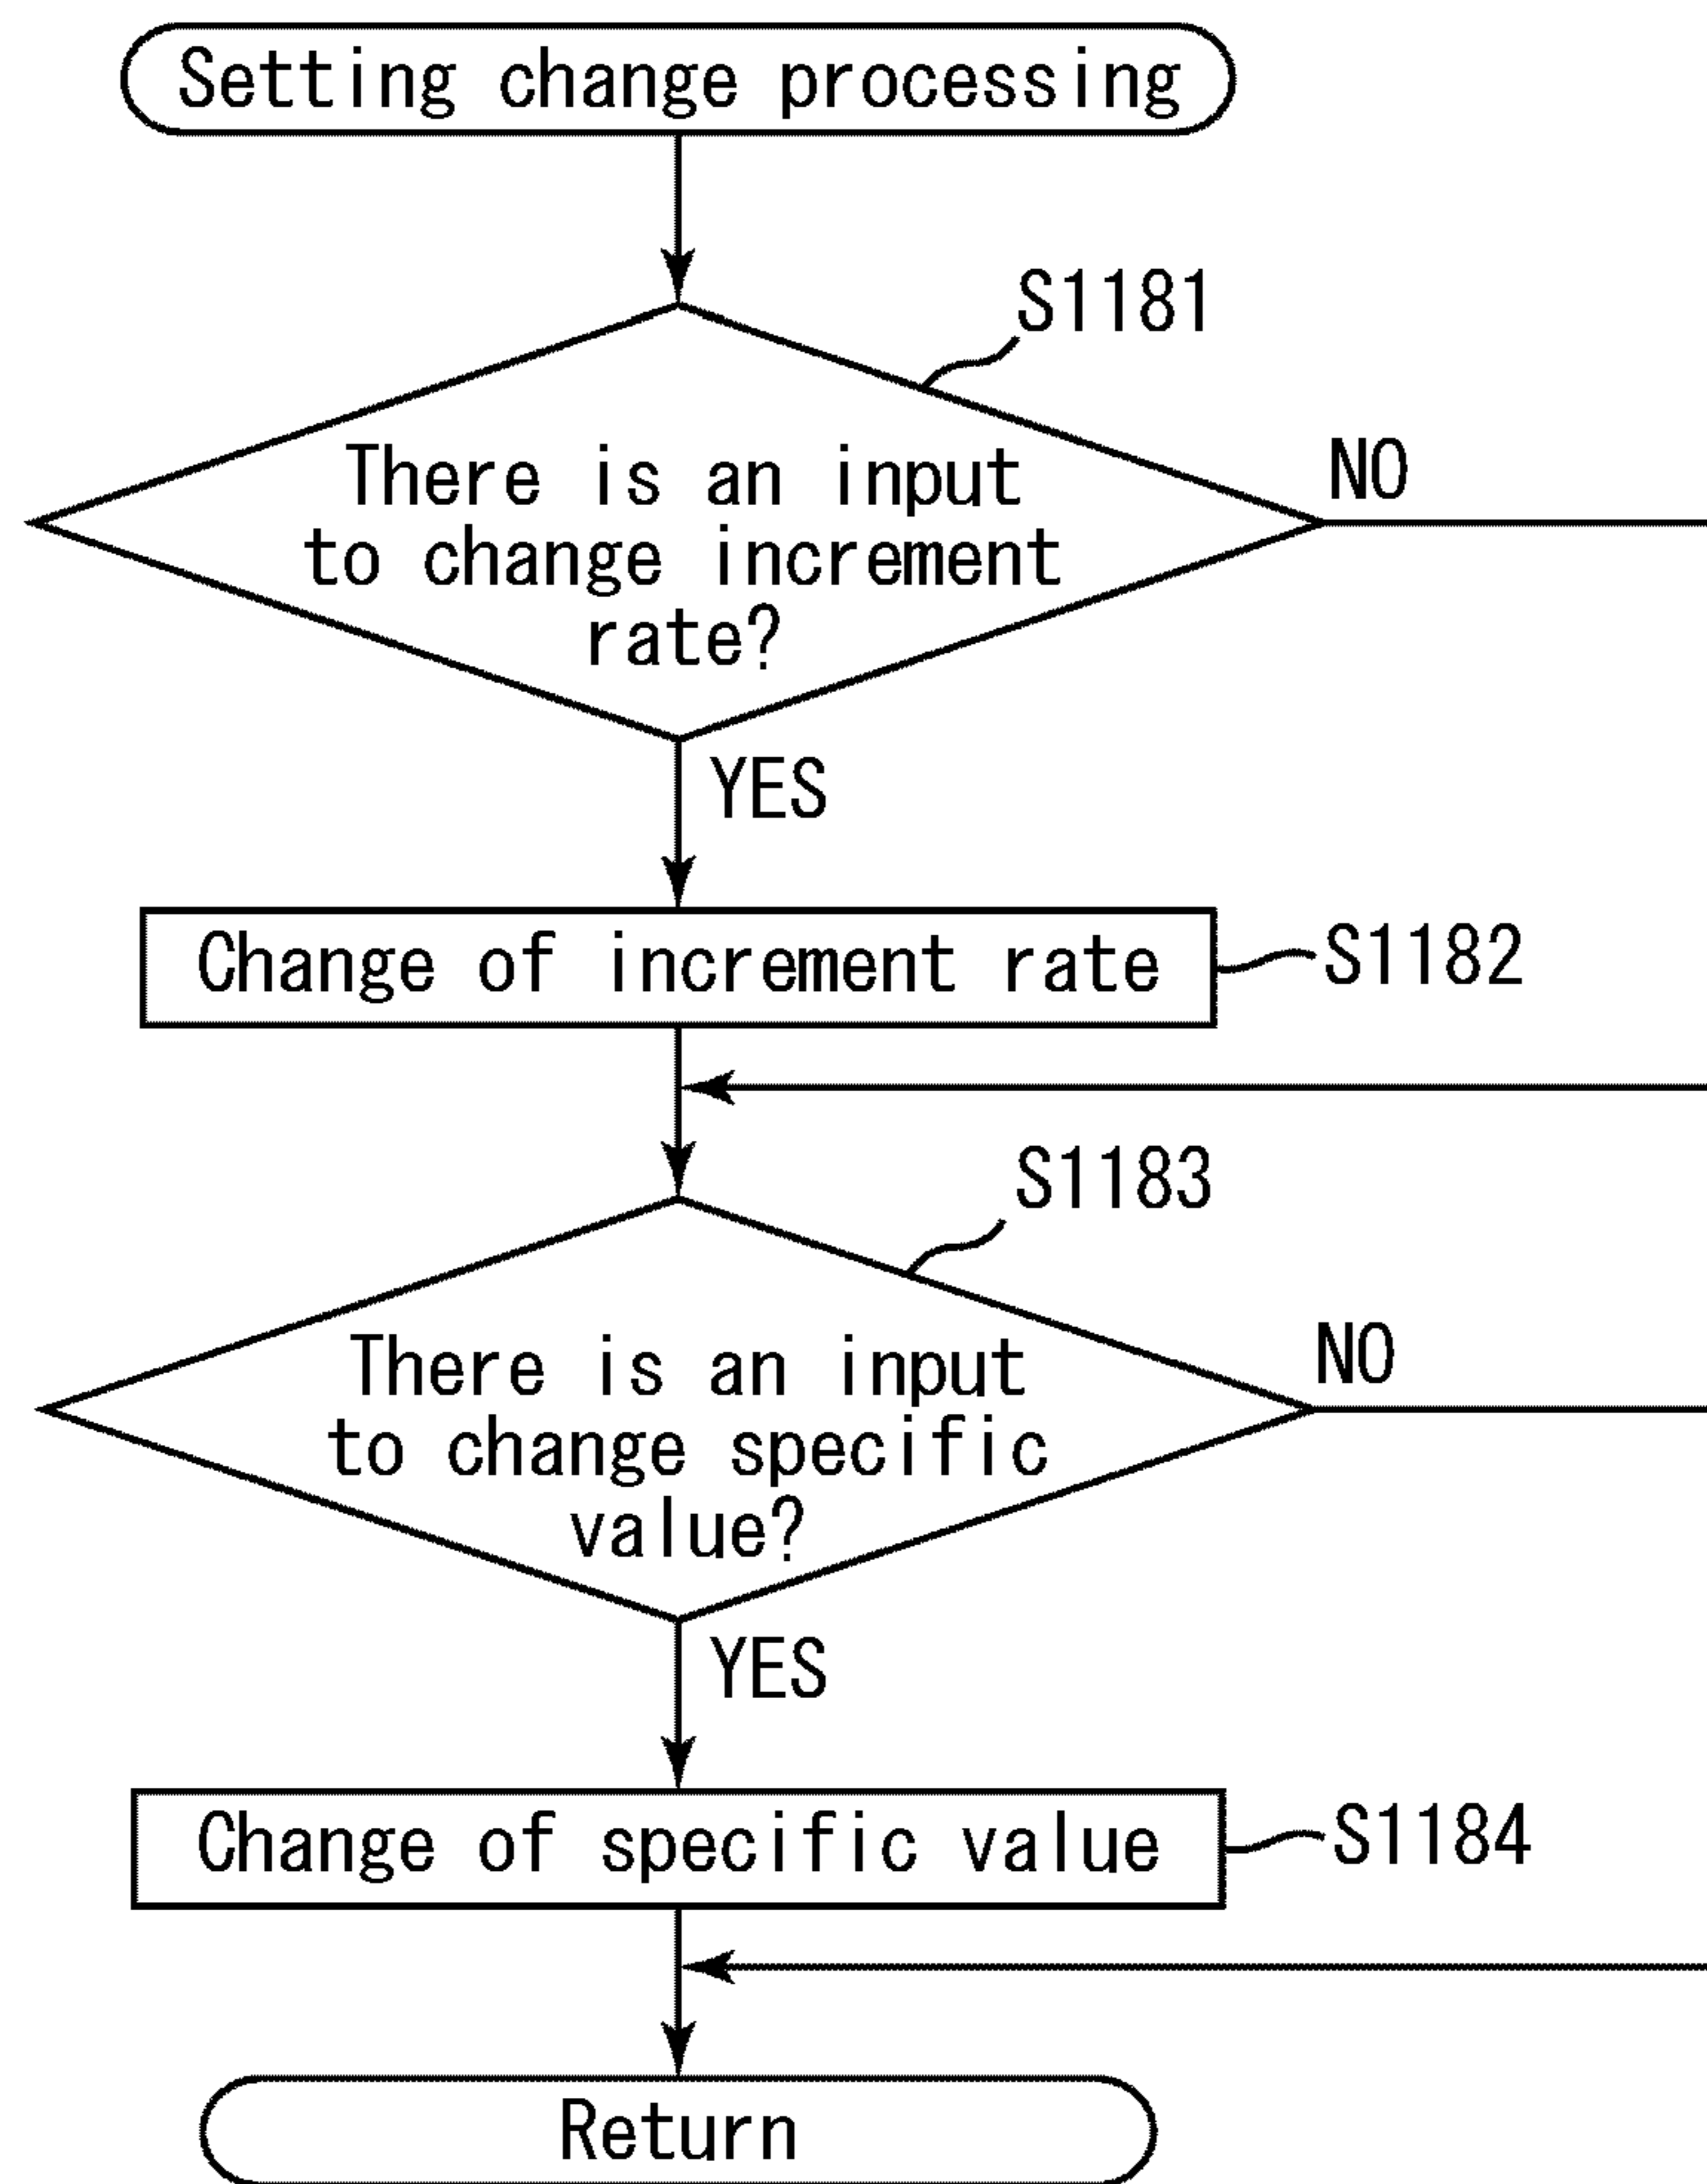 Setting change processing
S1181
There is an input
to change increment
rate?
NO
YES
Change of increment rate
S1182
S1183
There is an input
to change specific
value?
NO
YES
Change of specific value
S1184
Return